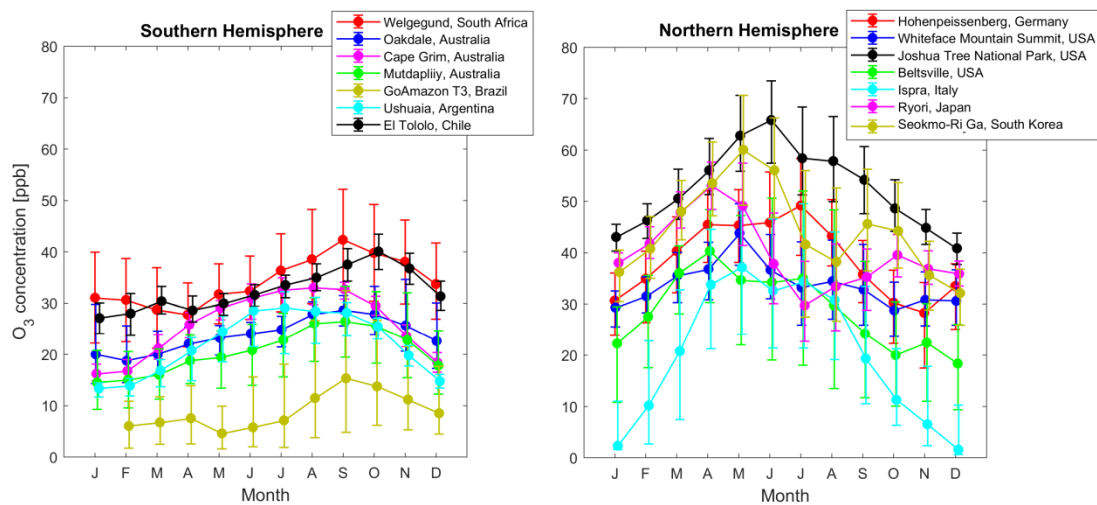 Southern Hemisphere
Welgegund, South Africa
Oakdale, Australia
Cape Grim, Australia
Mutdapliiy, Australia
GoAmazon T3, Brazil
Ushuaia, Argentina
El Tololo, Chile
O3 concentration [ppb]
80
70
60
50
40
30
20
10
0
J F M A M J J A S O N D
Month
Northern Hemisphere
Hohenpeissenberg, Germany
Whiteface Mountain Summit, USA
Joshua Tree National Park, USA
Beltsville, USA
Ispra, Italy
Ryori, Japan
Seokmo-Ri Ga, South Korea
80
70
60
50
40
30
20
10
0
J F M A M J J A S O N D
Month